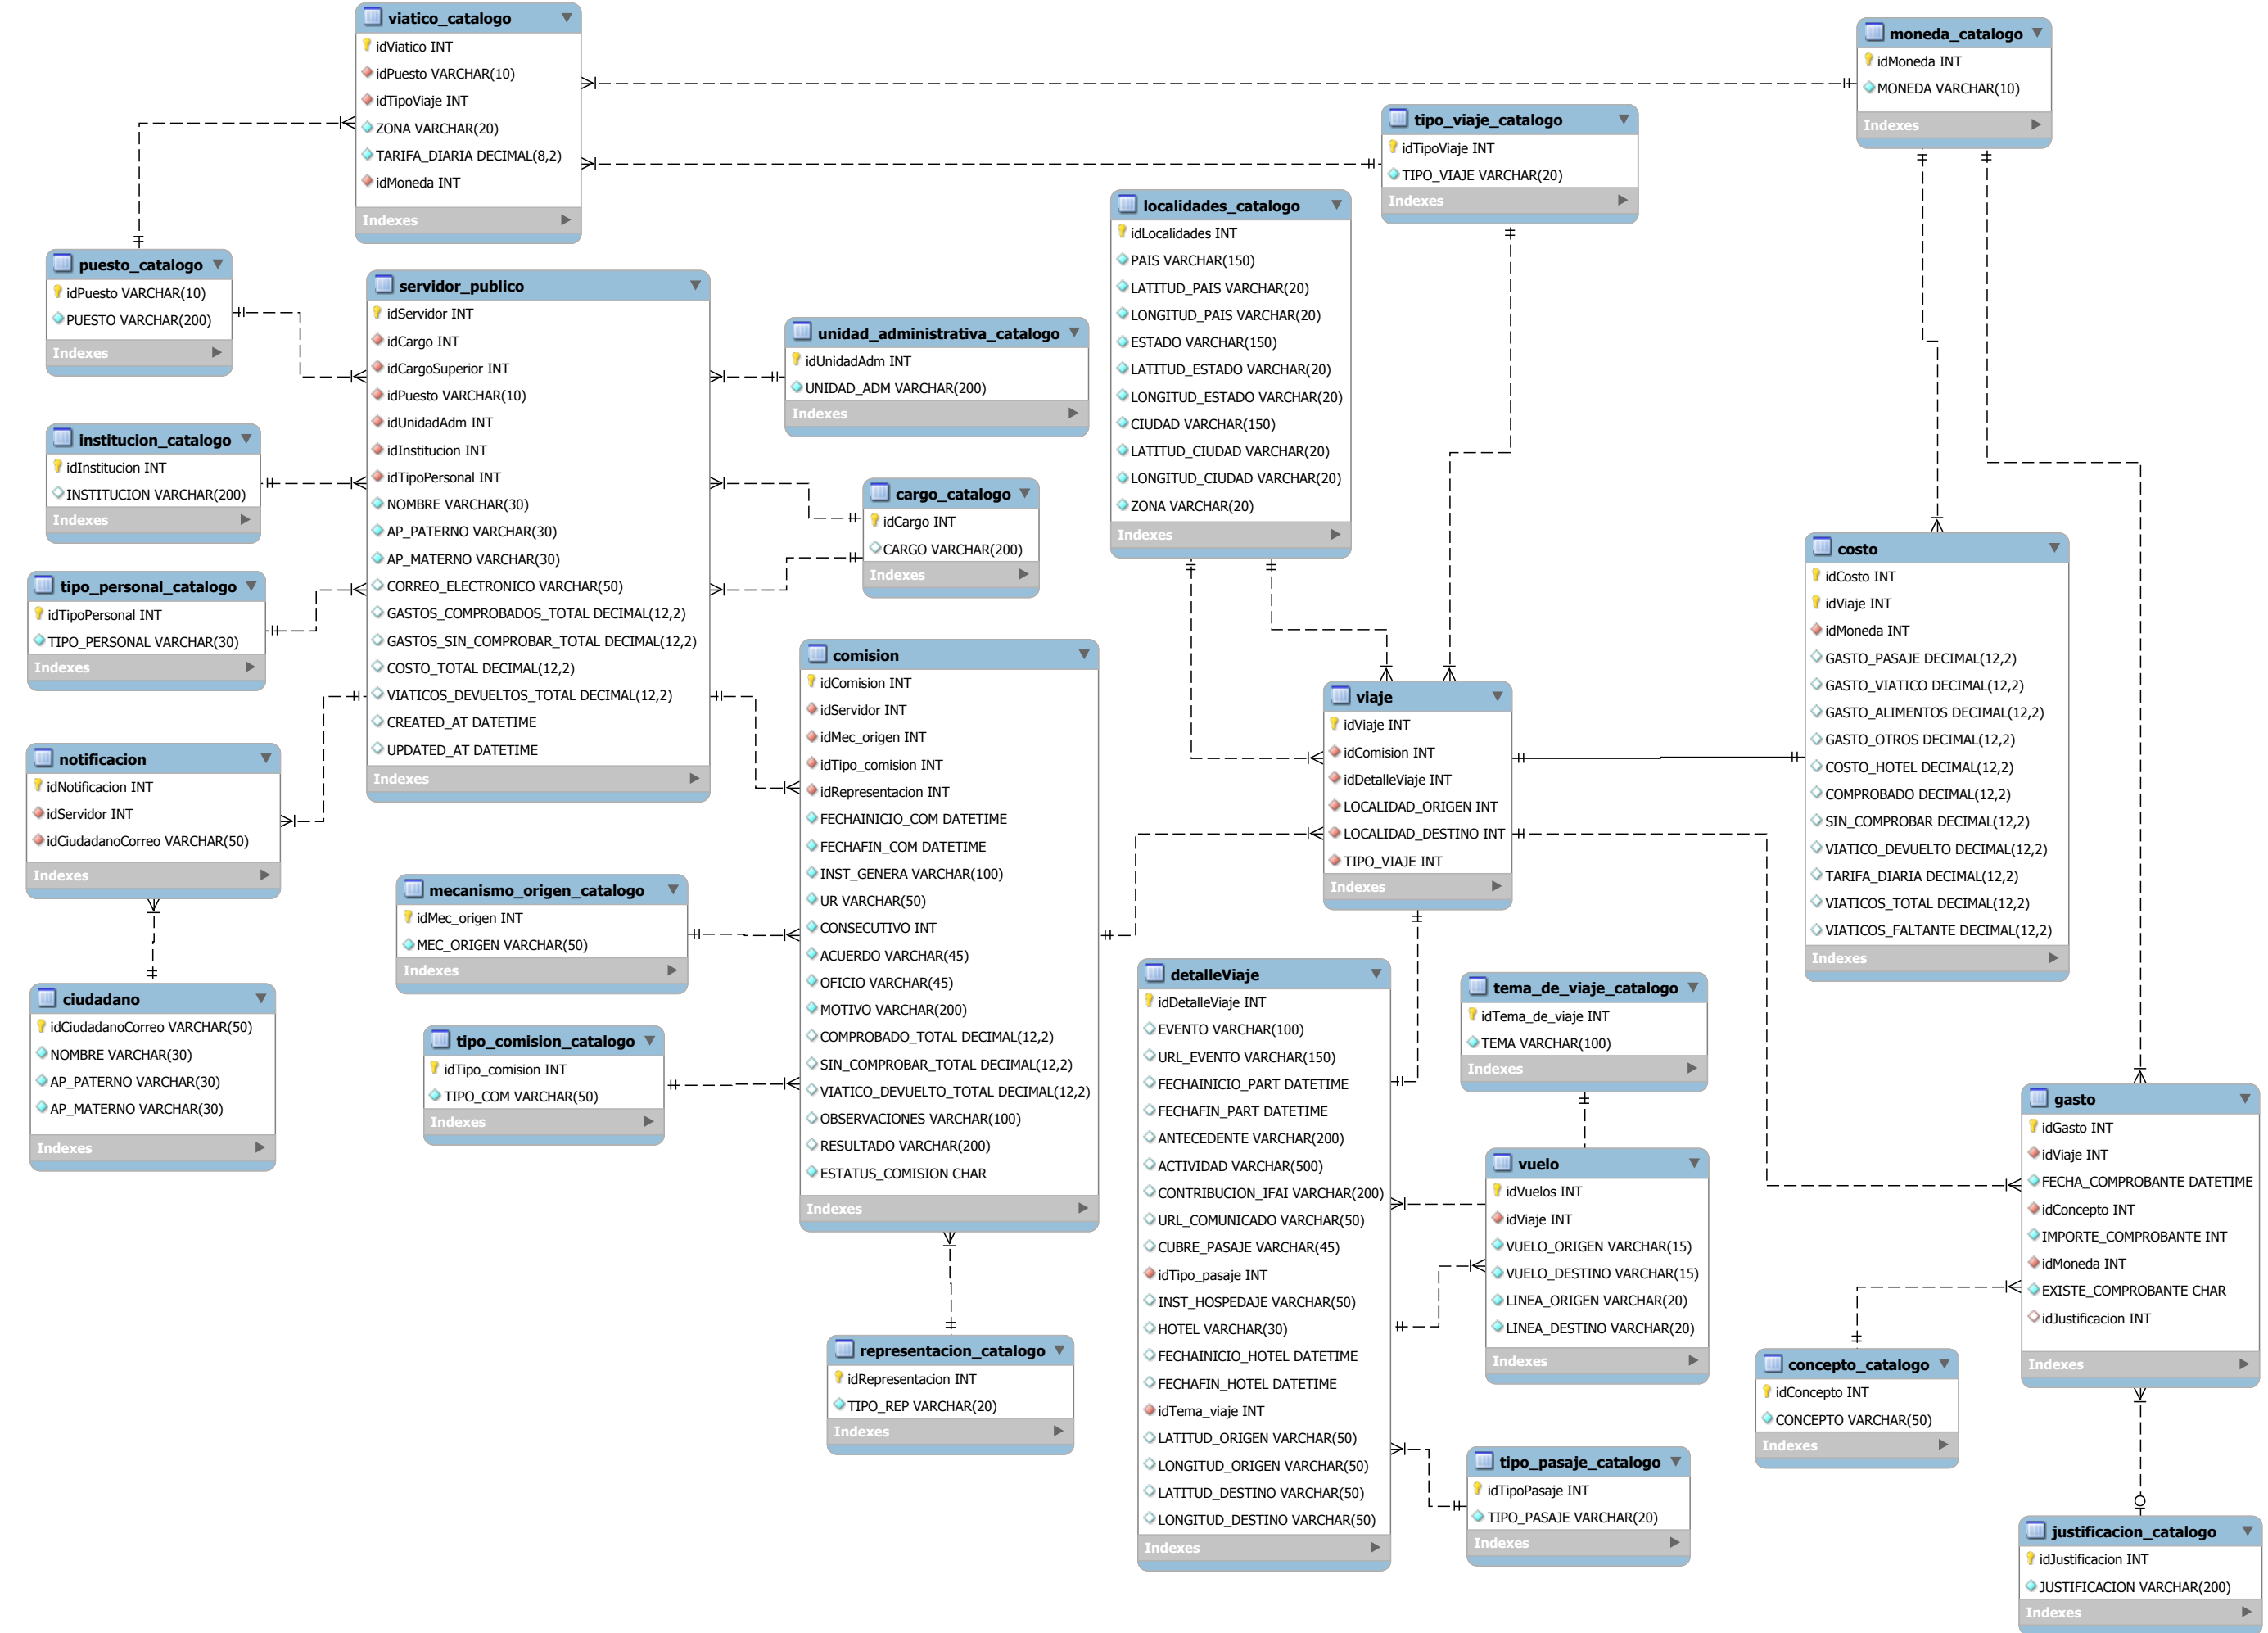 viatico_catalogo
idViatico INT
idPuesto VARCHAR(10)
idTipoViaje INT
ZONA VARCHAR(20)
TARIFA_DIARIA DECIMAL(8,2)
idMoneda INT
Indexes
moneda_catalogo
idMoneda INT
MONEDA VARCHAR(10)
Indexes
tipo_viaje_catalogo
idTipoViaje INT
TIPO_VIAJE VARCHAR(20)
Indexes
localidades_catalogo
idLocalidades INT
PAIS VARCHAR(150)
LATITUD_PAIS VARCHAR(20)
LONGITUD_PAIS VARCHAR(20)
ESTADO VARCHAR(150)
LATITUD_ESTADO VARCHAR(20)
LONGITUD_ESTADO VARCHAR(20)
CIUDAD VARCHAR(150)
LATITUD_CIUDAD VARCHAR(20)
LONGITUD_CIUDAD VARCHAR(20)
ZONA VARCHAR(20)
Indexes
puesto_catalogo
idPuesto VARCHAR(10)
PUESTO VARCHAR(200)
Indexes
servidor_publico
idServidor INT
idCargo INT
idCargoSuperior INT
idPuesto VARCHAR(10)
idUnidadAdm INT
idInstitucion INT
idTipoPersonal INT
NOMBRE VARCHAR(30)
AP_PATERNO VARCHAR(30)
AP_MATERNO VARCHAR(30)
CORREO_ELECTRONICO VARCHAR(50)
GASTOS_COMPROBADOS_TOTAL DECIMAL(12,2)
GASTOS_SIN_COMPROBAR_TOTAL DECIMAL(12,2)
COSTO_TOTAL DECIMAL(12,2)
VIATICOS_DEVUELTOS_TOTAL DECIMAL(12,2)
CREATED_AT DATETIME
UPDATED_AT DATETIME
Indexes
unidad_administrativa_catalogo
idUnidadAdm INT
UNIDAD_ADM VARCHAR(200)
Indexes
institucion_catalogo
idInstitucion INT
INSTITUCION VARCHAR(200)
Indexes
cargo_catalogo
idCargo INT
CARGO VARCHAR(200)
Indexes
tipo_personal_catalogo
idTipoPersonal INT
TIPO_PERSONAL VARCHAR(30)
Indexes
costo
idCosto INT
idViaje INT
idMoneda INT
GASTO_PASAJE DECIMAL(12,2)
GASTO_VIATICO DECIMAL(12,2)
GASTO_ALIMENTOS DECIMAL(12,2)
GASTO_OTROS DECIMAL(12,2)
COSTO_HOTEL DECIMAL(12,2)
COMPROBADO DECIMAL(12,2)
SIN_COMPROBAR DECIMAL(12,2)
VIATICO_DEVUELTO DECIMAL(12,2)
TARIFA_DIARIA DECIMAL(12,2)
VIATICOS_TOTAL DECIMAL(12,2)
VIATICOS_FALTANTE DECIMAL(12,2)
Indexes
comision
idComision INT
idServidor INT
idMec_origen INT
idTipo_comision INT
idRepresentacion INT
FECHAINICIO_COM DATETIME
FECHAFIN_COM DATETIME
INST_GENERA VARCHAR(100)
UR VARCHAR(50)
CONSECUTIVO INT
ACUERDO VARCHAR(45)
OFICIO VARCHAR(45)
MOTIVO VARCHAR(200)
COMPROBADO_TOTAL DECIMAL(12,2)
SIN_COMPROBAR_TOTAL DECIMAL(12,2)
VIATICO_DEVUELTO_TOTAL DECIMAL(12,2)
OBSERVACIONES VARCHAR(100)
RESULTADO VARCHAR(200)
ESTATUS_COMISION CHAR
Indexes
viaje
idViaje INT
idComision INT
idDetalleViaje INT
LOCALIDAD_ORIGEN INT
LOCALIDAD_DESTINO INT
TIPO_VIAJE INT
Indexes
notificacion
idNotificacion INT
idServidor INT
idCiudadanoCorreo VARCHAR(50)
Indexes
mecanismo_origen_catalogo
idMec_origen INT
MEC_ORIGEN VARCHAR(50)
Indexes
ciudadano
idCiudadanoCorreo VARCHAR(50)
NOMBRE VARCHAR(30)
AP_PATERNO VARCHAR(30)
AP_MATERNO VARCHAR(30)
Indexes
tipo_comision_catalogo
idTipo_comision INT
TIPO_COM VARCHAR(50)
Indexes
detalleViaje
idDetalleViaje INT
EVENTO VARCHAR(100)
URL_EVENTO VARCHAR(150)
FECHAINICIO_PART DATETIME
FECHAFIN_PART DATETIME
ANTECEDENTE VARCHAR(200)
ACTIVIDAD VARCHAR(500)
CONTRIBUCION_IFAI VARCHAR(200)
URL_COMUNICADO VARCHAR(50)
CUBRE_PASAJE VARCHAR(45)
idTipo_pasaje INT
INST_HOSPEDAJE VARCHAR(50)
HOTEL VARCHAR(30)
FECHAINICIO_HOTEL DATETIME
FECHAFIN_HOTEL DATETIME
idTema_viaje INT
LATITUD_ORIGEN VARCHAR(50)
LONGITUD_ORIGEN VARCHAR(50)
LATITUD_DESTINO VARCHAR(50)
LONGITUD_DESTINO VARCHAR(50)
Indexes
tema_de_viaje_catalogo
idTema_de_viaje INT
TEMA VARCHAR(100)
Indexes
vuelo
idVuelos INT
idViaje INT
VUELO_ORIGEN VARCHAR(15)
VUELO_DESTINO VARCHAR(15)
LINEA_ORIGEN VARCHAR(20)
LINEA_DESTINO VARCHAR(20)
Indexes
gasto
idGasto INT
idViaje INT
FECHA_COMPROBANTE DATETIME
idConcepto INT
IMPORTE_COMPROBANTE INT
idMoneda INT
EXISTE_COMPROBANTE CHAR
idJustificacion INT
Indexes
representacion_catalogo
idRepresentacion INT
TIPO_REP VARCHAR(20)
Indexes
concepto_catalogo
idConcepto INT
CONCEPTO VARCHAR(50)
Indexes
tipo_pasaje_catalogo
idTipoPasaje INT
TIPO_PASAJE VARCHAR(20)
Indexes
justificacion_catalogo
idJustificacion INT
JUSTIFICACION VARCHAR(200)
Indexes